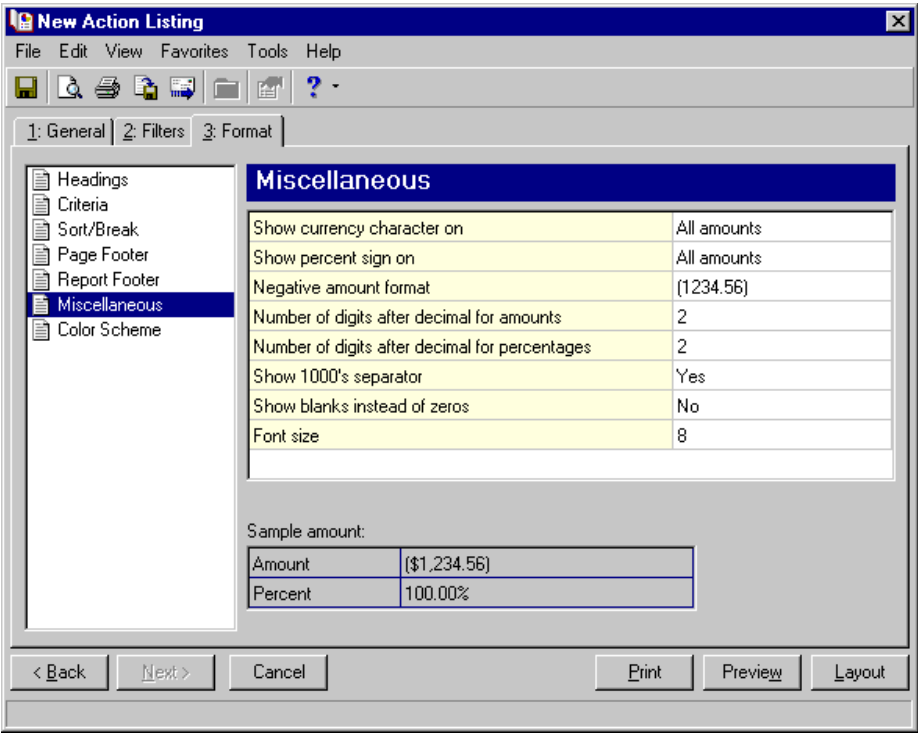 New Action Listing
File Edit View Favorites Tools Help
?
1: General 2: Filters 3: Format
Headings
Criteria
Sort/Break
Page Footer
Report Footer
Miscellaneous
Color Scheme
Miscellaneous
Show currency character on All amounts
Show percent sign on All amounts
Negative amount format (1234.56)
Number of digits after decimal for amounts 2
Number of digits after decimal for percentages 2
Show 1000's separator Yes
Show blanks instead of zeros No
Font size 8
Sample amount:
Amount ($1,234.56)
Percent 100.00%
< Back Next > Cancel Print Preview Layout